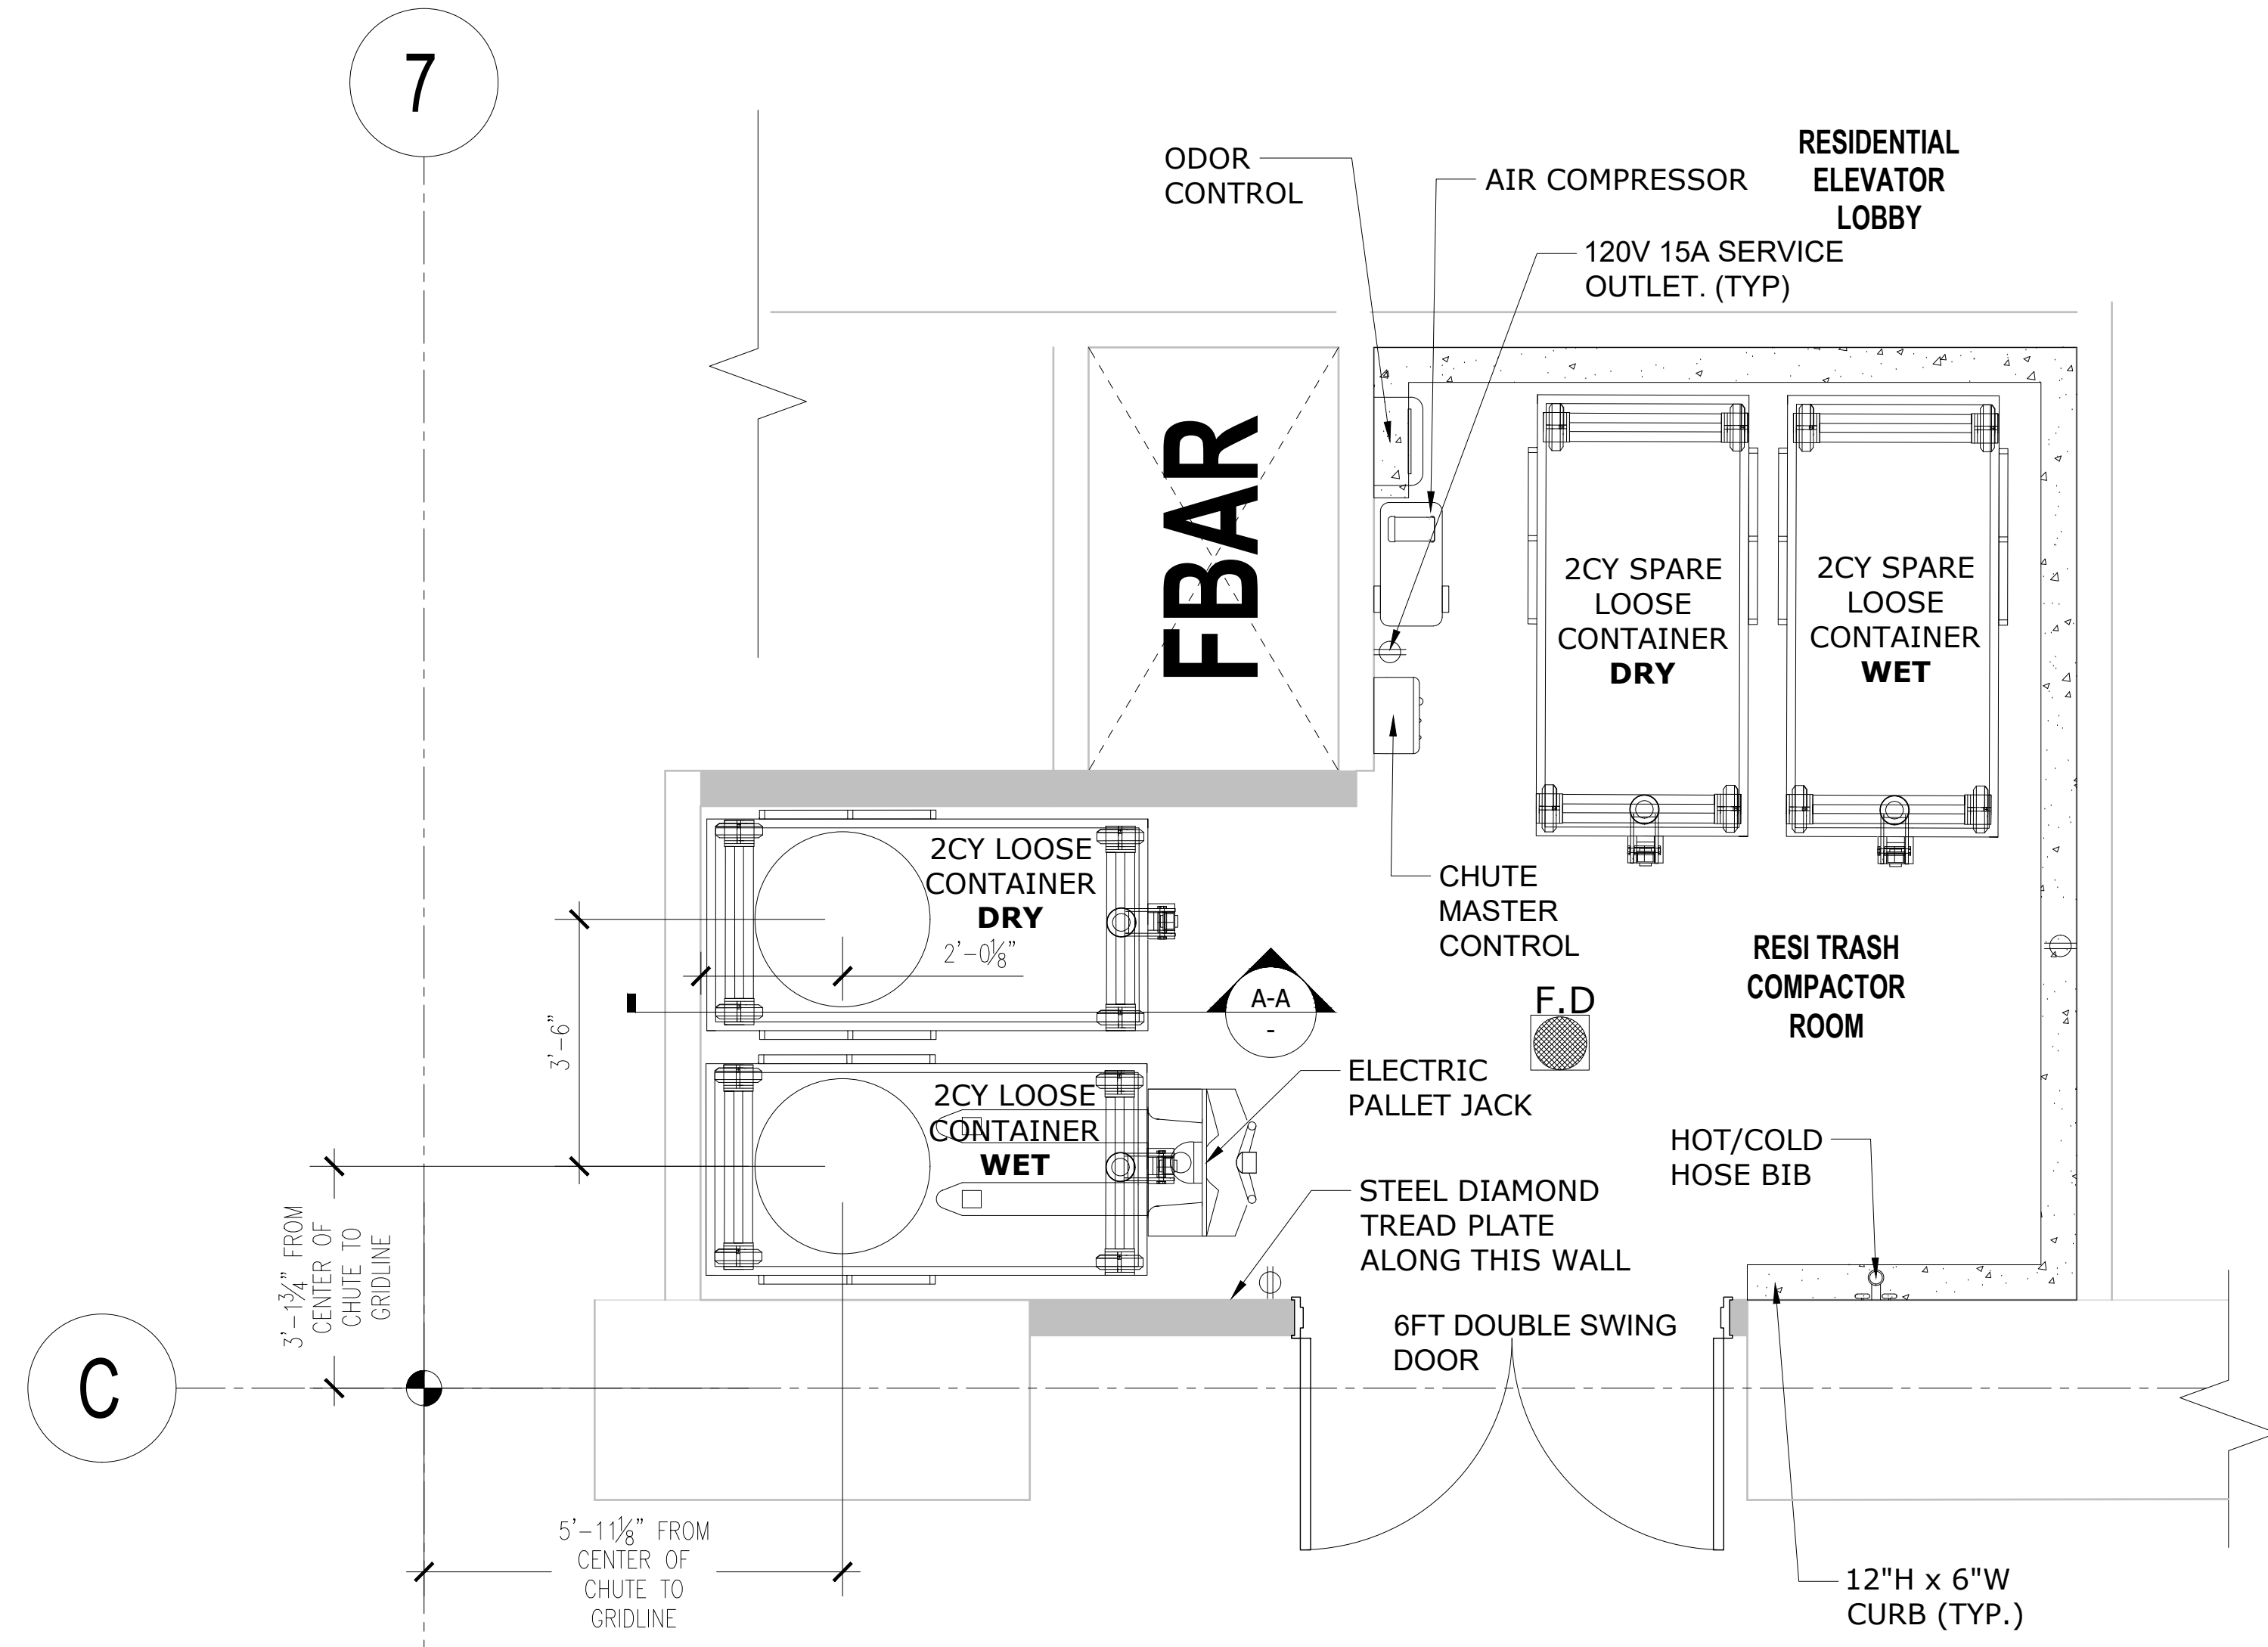 7
ODOR
CONTROL
AIR COMPRESSOR
RESIDENTIAL
ELEVATOR
LOBBY
120V 15A SERVICE
OUTLET. (TYP)
FBAR
2CY SPARE
LOOSE
CONTAINER
DRY
2CY SPARE
LOOSE
CONTAINER
WET
2CY LOOSE
CONTAINER
DRY
2'-0⅛"
CHUTE
MASTER
CONTROL
RESI TRASH
COMPACTOR
ROOM
3'-6"
A-A
-
F.D
ELECTRIC
PALLET JACK
2CY LOOSE
CONTAINER
WET
HOT/COLD
HOSE BIB
STEEL DIAMOND
TREAD PLATE
ALONG THIS WALL
3'-1¾" FROM
CENTER OF
CHUTE TO
GRIDLINE
6FT DOUBLE SWING
DOOR
C
5'-11⅛" FROM
CENTER OF
CHUTE TO
GRIDLINE
12"H x 6"W
CURB (TYP.)